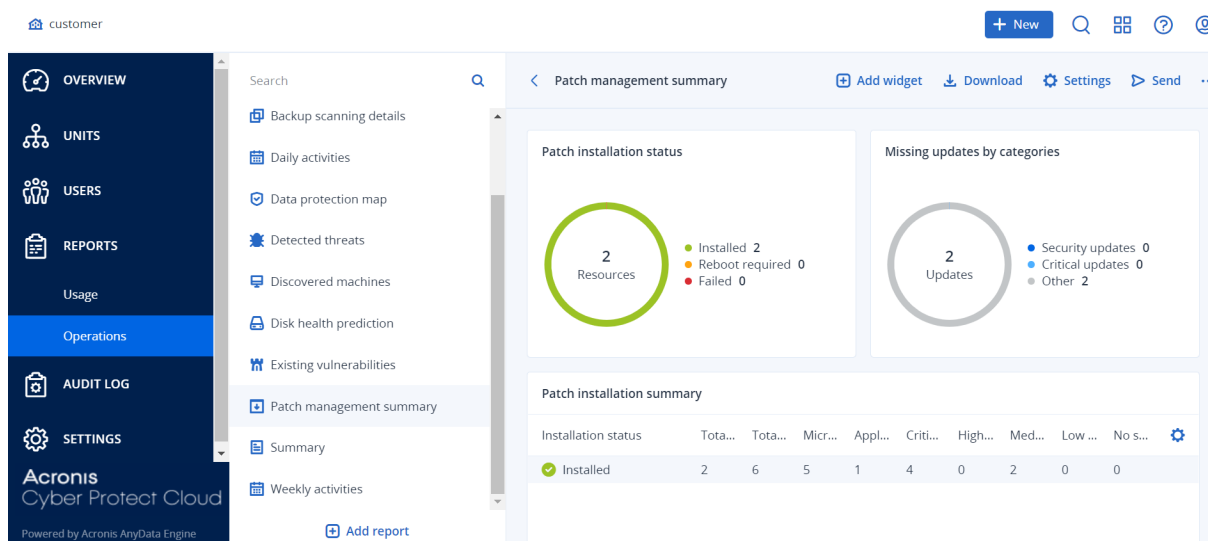 customer
New
OVERVIEW
UNITS
USERS
REPORTS
Usage
Operations
AUDIT LOG
SETTINGS
Acronis
Cyber Protect Cloud
Powered by Acronis AnyData Engine
Search
Backup scanning details
Daily activities
Data protection map
Detected threats
Discovered machines
Disk health prediction
Existing vulnerabilities
Patch management summary
Summary
Weekly activities
Add report
Patch management summary
Add widget
Download
Settings
Send
Patch installation status
2
Resources
Installed 2
Reboot required 0
Failed 0
Missing updates by categories
2
Updates
Security updates 0
Critical updates 0
Other 2
Patch installation summary
Installation status Tota... Tota... Micr... Appl... Criti... High... Med... Low ... No s...
Installed 2 6 5 1 4 0 2 0 0